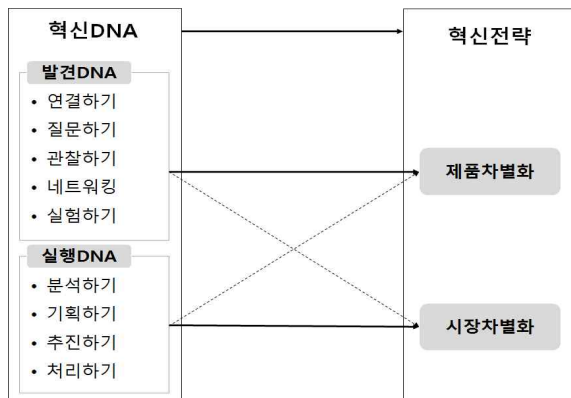 혁신DNA
발견DNA
• 연결하기
• 질문하기
• 관찰하기
• 네트워킹
• 실험하기
실행DNA
• 분석하기
• 기획하기
• 추진하기
• 처리하기
혁신전략
제품차별화
시장차별화